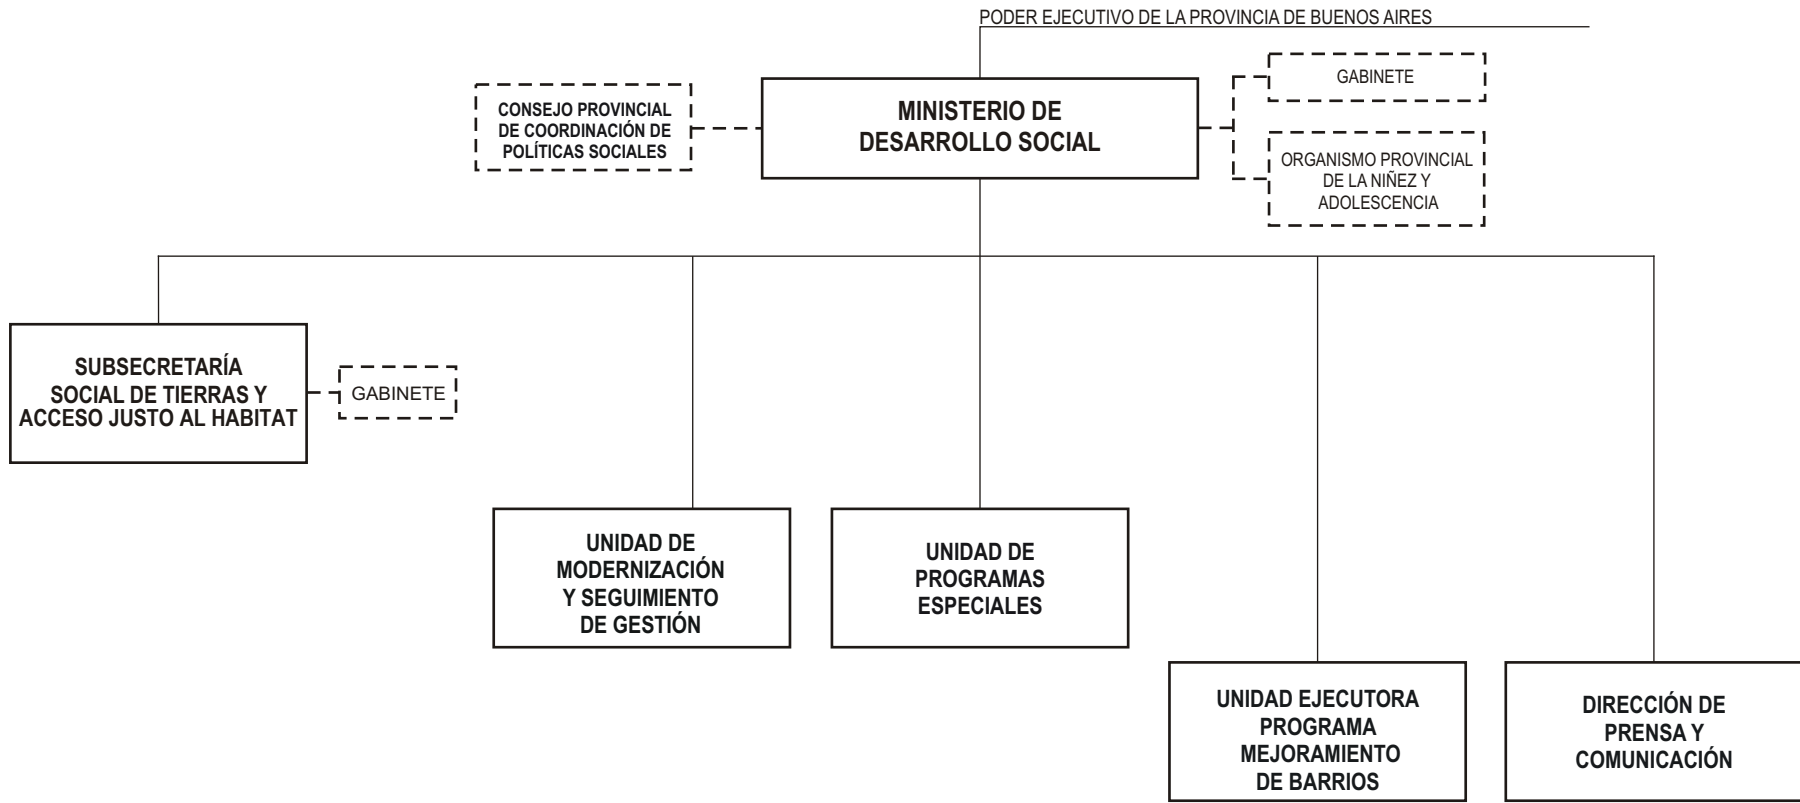 PODER EJECUTIVO DE LA PROVINCIA DE BUENOS AIRES
CONSEJO PROVINCIAL
DE COORDINACIÓN DE
POLÍTICAS SOCIALES
MINISTERIO DE
DESARROLLO SOCIAL
GABINETE
ORGANISMO PROVINCIAL
DE LA NIÑEZ Y
ADOLESCENCIA
SUBSECRETARÍA
SOCIAL DE TIERRAS Y
ACCESO JUSTO AL HABITAT
GABINETE
UNIDAD DE
MODERNIZACIÓN
Y SEGUIMIENTO
DE GESTIÓN
UNIDAD DE
PROGRAMAS
ESPECIALES
UNIDAD EJECUTORA
PROGRAMA
MEJORAMIENTO
DE BARRIOS
DIRECCIÓN DE
PRENSA Y
COMUNICACIÓN